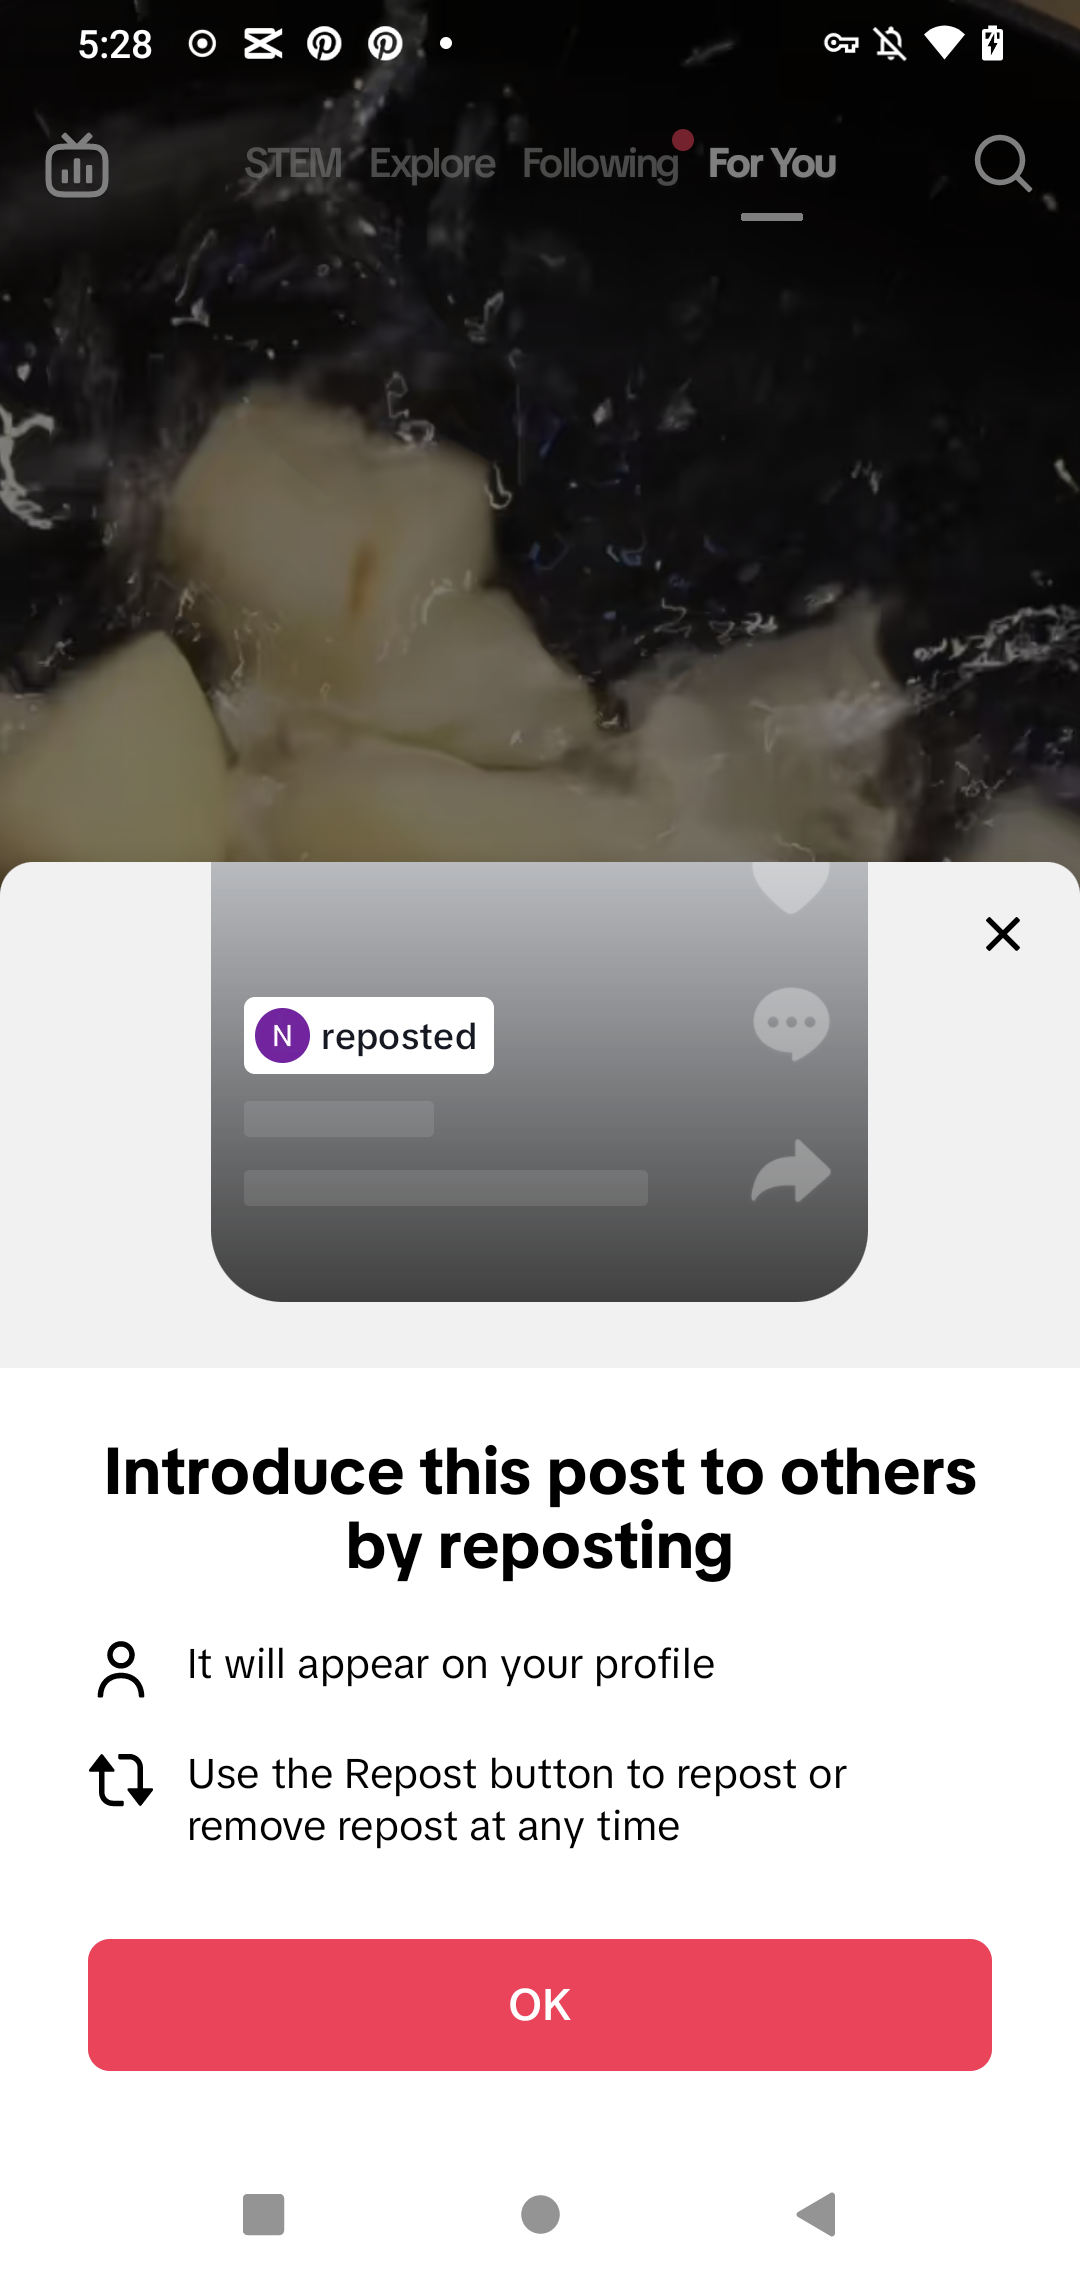 5:28
STEM Explore Following For You
N reposted
Introduce this post to others
by reposting
It will appear on your profile
Use the Repost button to repost or
remove repost at any time
OK